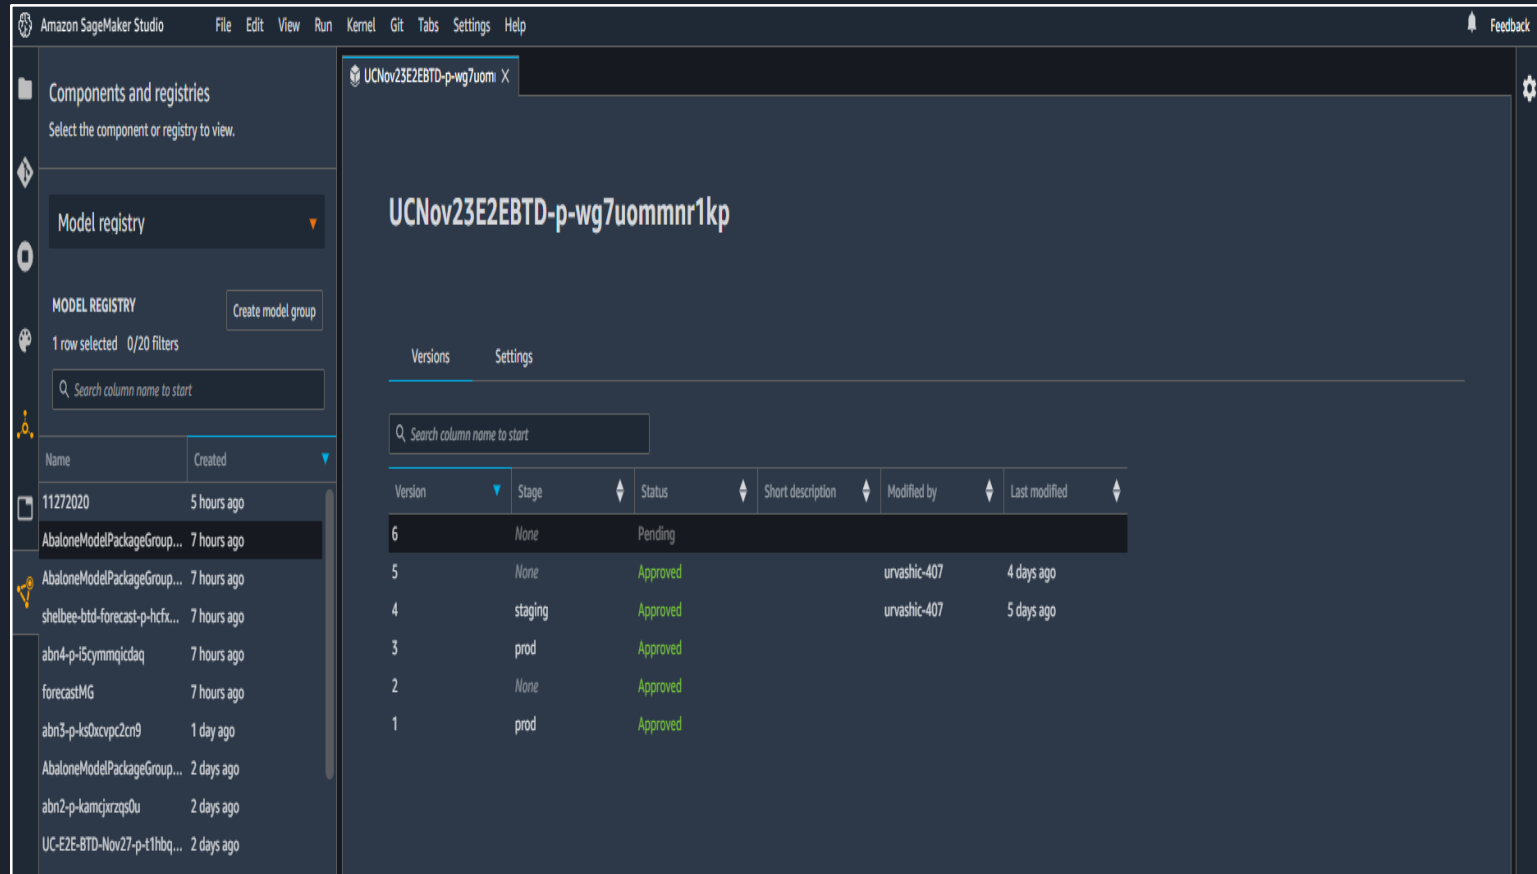 Amazon SageMaker Studio File Edit View Run Kernel Git Tabs Settings Help Feedback
Components and registries
Select the component or registry to view.
Model registry
MODEL REGISTRY
Create model group
1 row selected 0/20 filters
Search column name to start
Name Created
11272020 5 hours ago
AbaloneModelPackageGroup... 7 hours ago
AbaloneModelPackageGroup... 7 hours ago
shelbee-btd-forecast-p-hcfx... 7 hours ago
abn4-p-i5cymmqicdaq 7 hours ago
forecastMG 7 hours ago
abn3-p-ks0xcvpc2cn9 1 day ago
AbaloneModelPackageGroup... 2 days ago
abn2-p-kamcjxrzqs0u 2 days ago
UC-E2E-BTD-Nov27-p-t1hbq... 2 days ago
UCNov23E2EBTD-p-wg7uom
UCNov23E2EBTD-p-wg7uommnr1kp
Versions Settings
Search column name to start
Version Stage Status Short description Modified by Last modified
6 None Pending
5 None Approved urvashic-407 4 days ago
4 staging Approved urvashic-407 5 days ago
3 prod Approved
2 None Approved
1 prod Approved